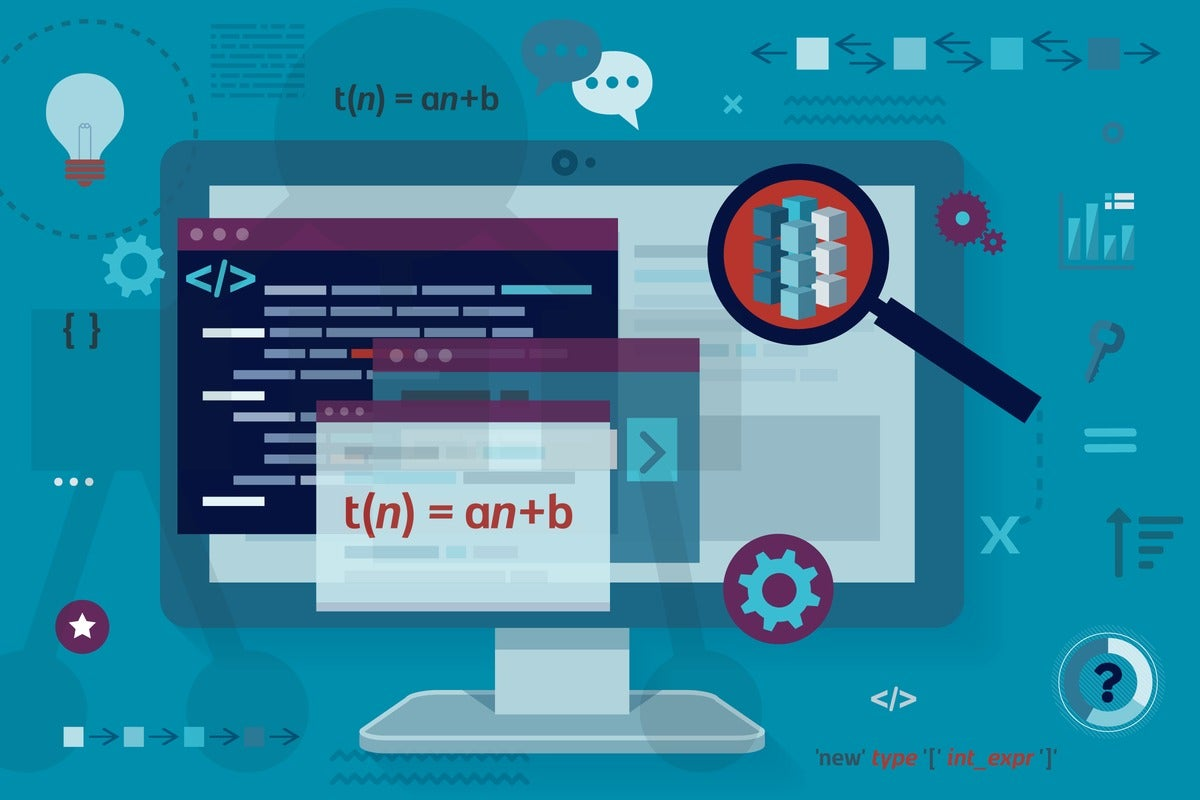 t(n) = an+b
</>
{ }
t(n) = an+b
X
?
</>
'new' type '[' int_expr ']'